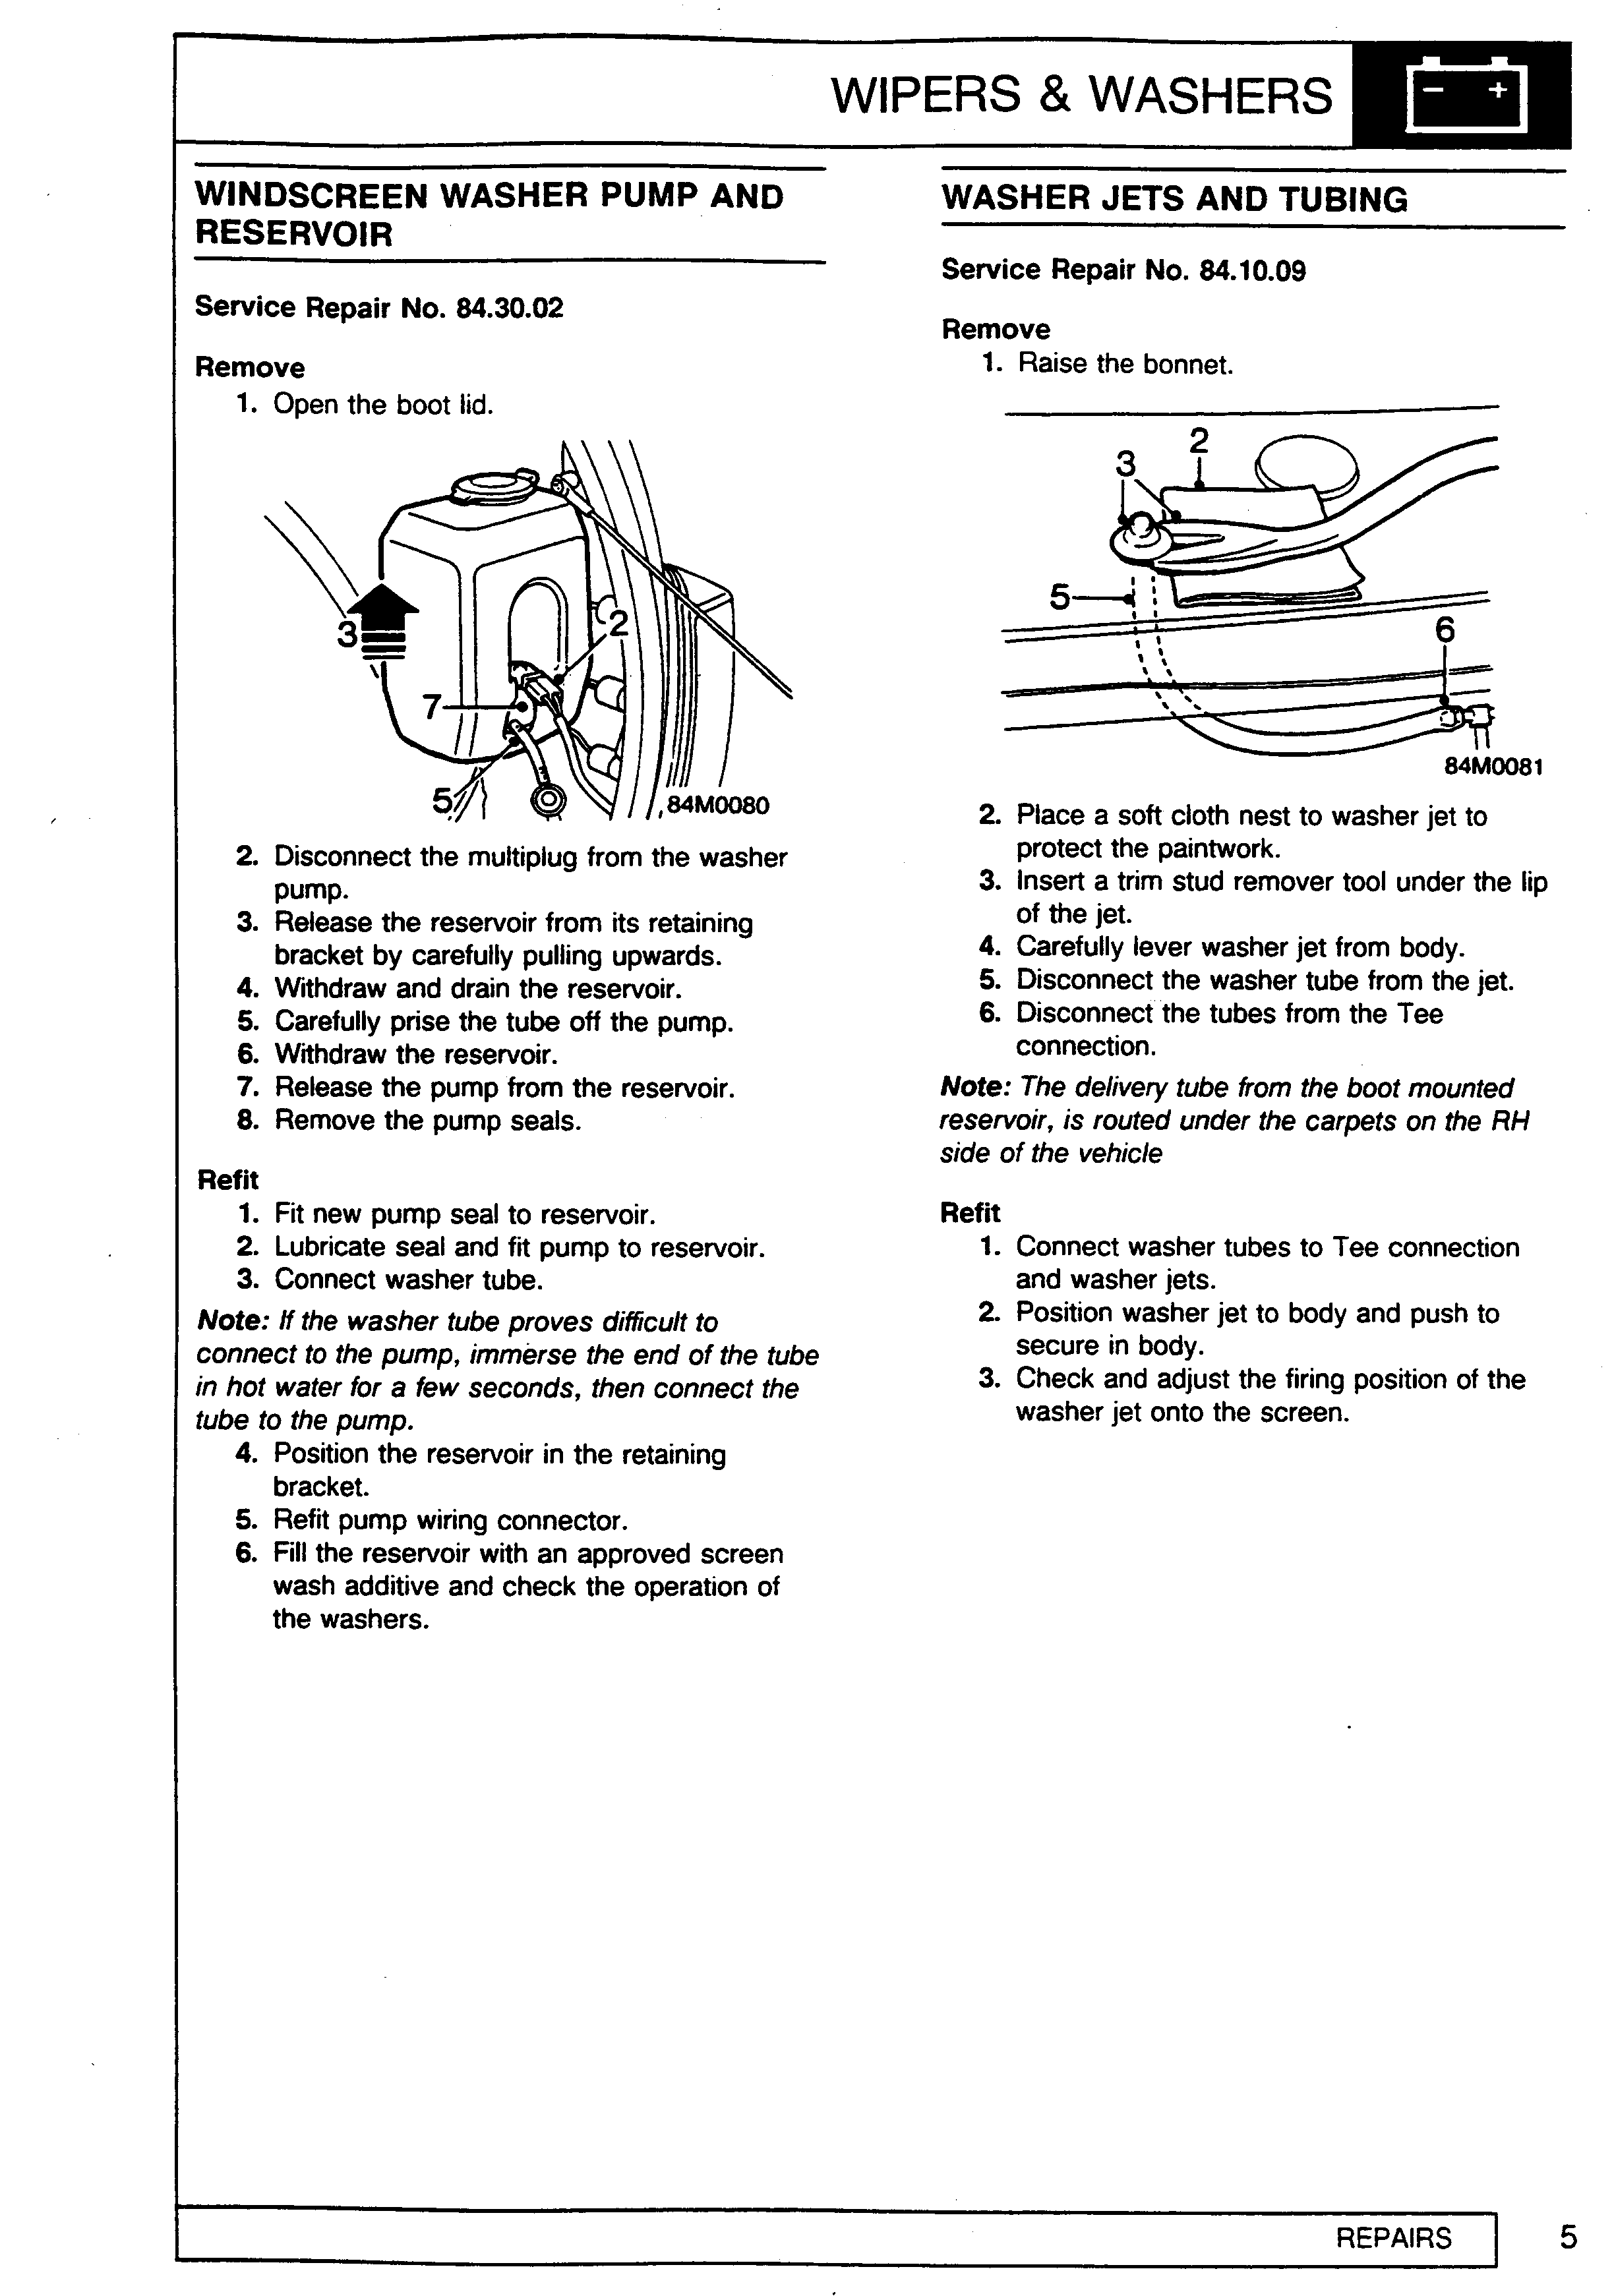 WIPERS & WASHERS
- +
WINDSCREEN WASHER PUMP AND
RESERVOIR
Service Repair No. 84.30.02
Remove
1. Open the boot lid.
3
2
7
5
84M0080
2. Disconnect the multiplug from the washer
pump.
3. Release the reservoir from its retaining
bracket by carefully pulling upwards.
4. Withdraw and drain the reservoir.
5. Carefully prise the tube off the pump.
6. Withdraw the reservoir.
7. Release the pump from the reservoir.
8. Remove the pump seals.
Refit
1. Fit new pump seal to reservoir.
2. Lubricate seal and fit pump to reservoir.
3. Connect washer tube.
Note: If the washer tube proves difficult to
connect to the pump, immerse the end of the tube
in hot water for a few seconds, then connect the
tube to the pump.
4. Position the reservoir in the retaining
bracket.
5. Refit pump wiring connector.
6. Fill the reservoir with an approved screen
wash additive and check the operation of
the washers.
WASHER JETS AND TUBING
Service Repair No. 84.10.09
Remove
1. Raise the bonnet.
2
3
5
6
84M0081
2. Place a soft cloth nest to washer jet to
protect the paintwork.
3. Insert a trim stud remover tool under the lip
of the jet.
4. Carefully lever washer jet from body.
5. Disconnect the washer tube from the jet.
6. Disconnect the tubes from the Tee
connection.
Note: The delivery tube from the boot mounted
reservoir, is routed under the carpets on the RH
side of the vehicle
Refit
1. Connect washer tubes to Tee connection
and washer jets.
2. Position washer jet to body and push to
secure in body.
3. Check and adjust the firing position of the
washer jet onto the screen.
REPAIRS
5